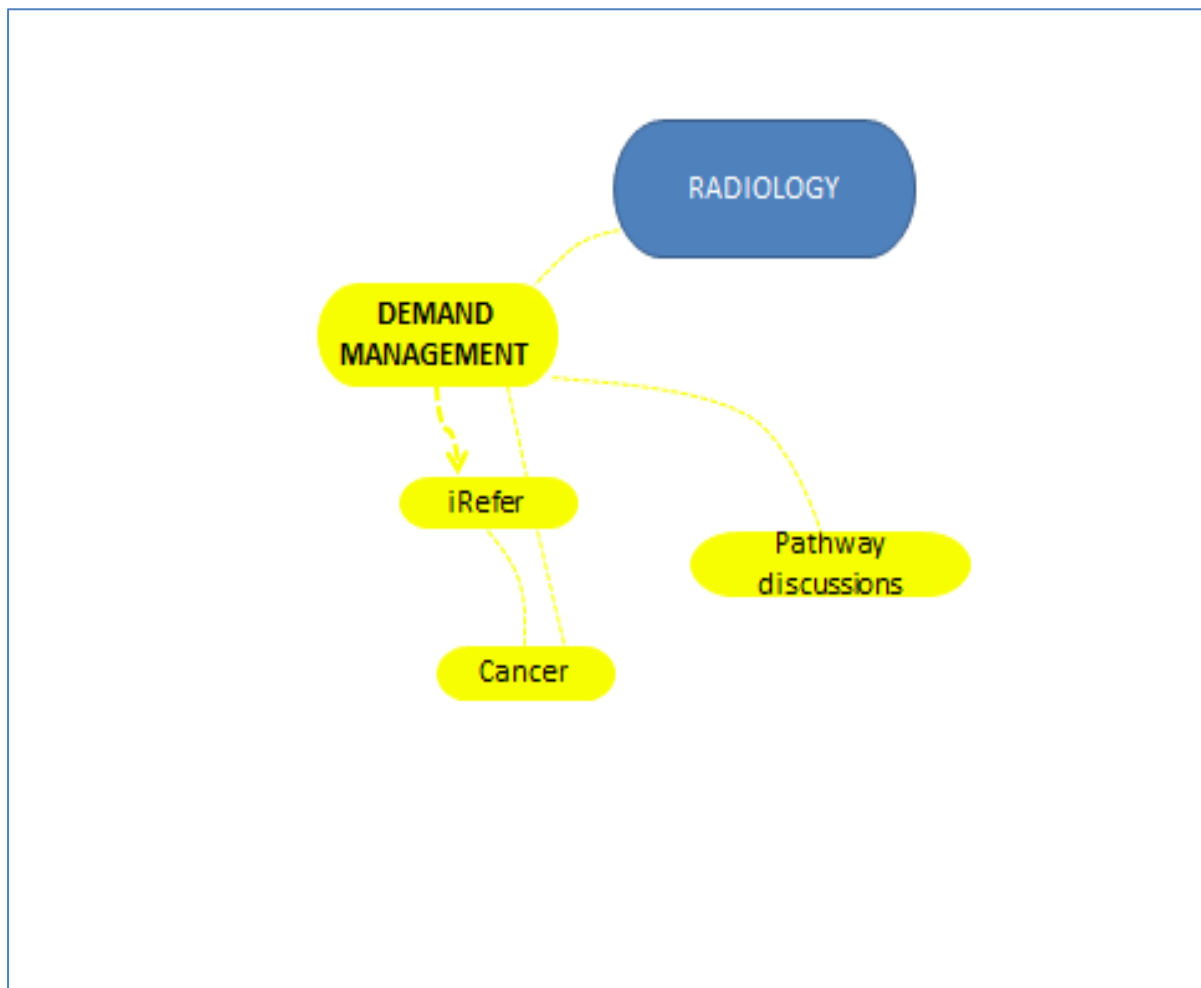 RADIOLOGY
DEMAND
MANAGEMENT
iRefer
Pathway
discussions
Cancer